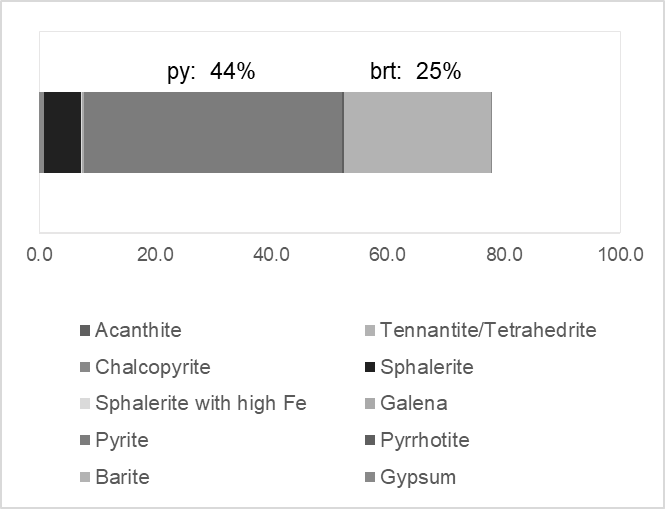 py:  44% brt:  25%
0.0 20.0 40.0 60.0 80.0 100.0
Acanthite Tennantite/Tetrahedrite
Chalcopyrite Sphalerite
Sphalerite with high Fe Galena
Pyrite Pyrrhotite
Barite Gypsum